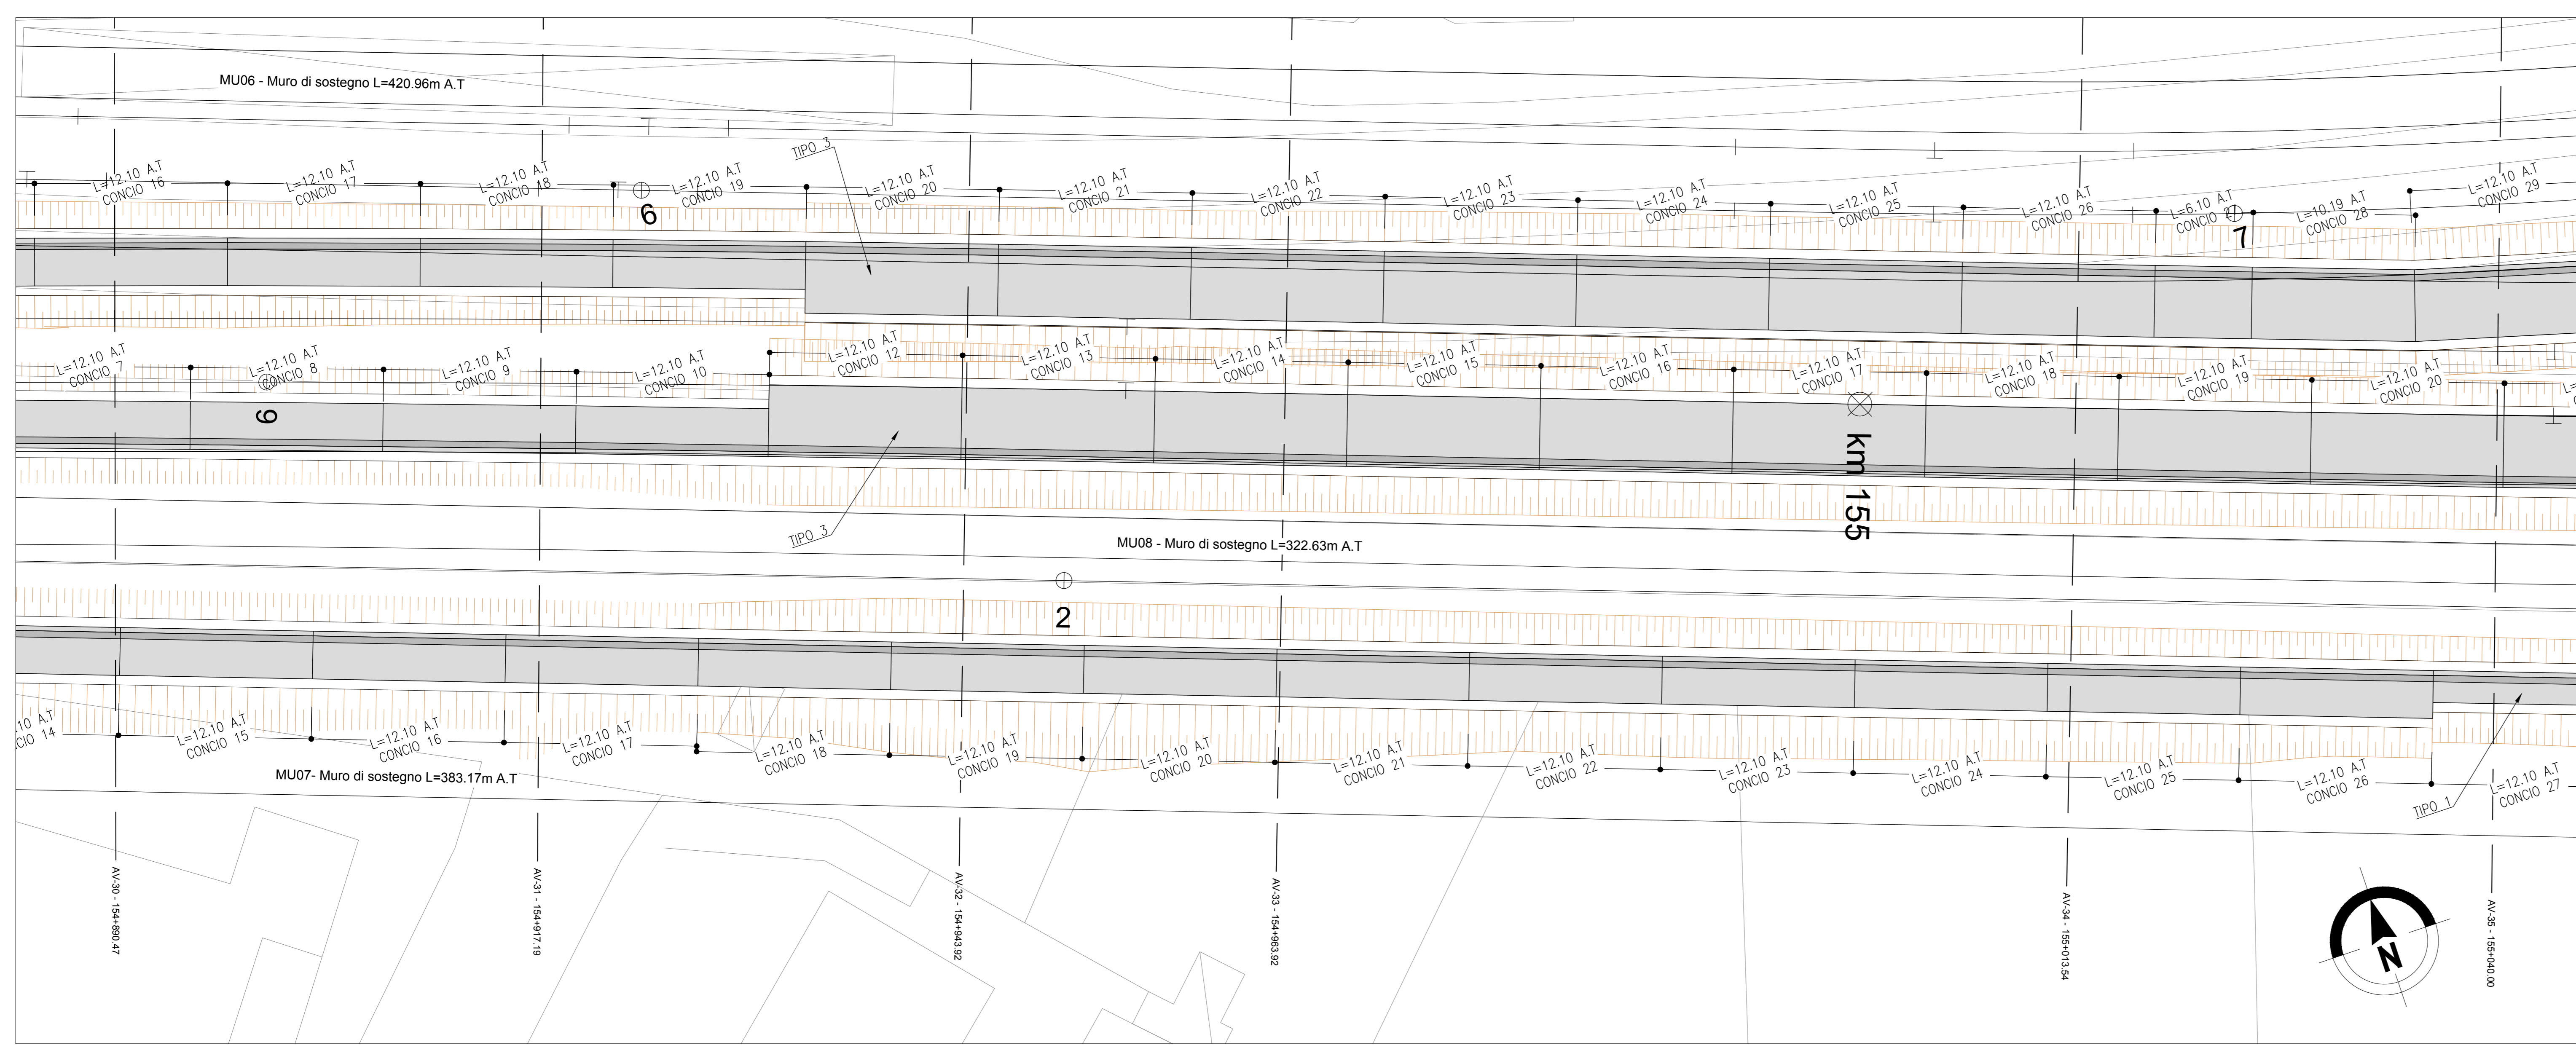 MU06 - Muro di sostegno L=420.96m A.T
L=12.10 A.T
CONCIO 16
L=12.10 A.T
CONCIO 17
L=12.10 A.T
CONCIO 18
L=12.10 A.T
CONCIO 19
L=12.10 A.T
CONCIO 20
L=12.10 A.T
CONCIO 21
L=12.10 A.T
CONCIO 22
L=12.10 A.T
CONCIO 23
L=12.10 A.T
CONCIO 24
L=12.10 A.T
CONCIO 25
L=12.10 A.T
CONCIO 26
L=6.10 A.T
CONCIO 27
L=10.19 A.T
CONCIO 28
L=12.10 A.T
CONCIO 29
TIPO 3
6
7
L=12.10 A.T
CONCIO 7
L=12.10 A.T
CONCIO 8
L=12.10 A.T
CONCIO 9
L=12.10 A.T
CONCIO 10
L=12.10 A.T
CONCIO 12
L=12.10 A.T
CONCIO 13
L=12.10 A.T
CONCIO 14
L=12.10 A.T
CONCIO 15
L=12.10 A.T
CONCIO 16
L=12.10 A.T
CONCIO 17
L=12.10 A.T
CONCIO 18
L=12.10 A.T
CONCIO 19
L=12.10 A.T
CONCIO 20
9
km 155
TIPO 3
MU08 - Muro di sostegno L=322.63m A.T
2
.10 A.T
CIO 14
L=12.10 A.T
CONCIO 15
L=12.10 A.T
CONCIO 16
L=12.10 A.T
CONCIO 17
L=12.10 A.T
CONCIO 18
L=12.10 A.T
CONCIO 19
L=12.10 A.T
CONCIO 20
L=12.10 A.T
CONCIO 21
L=12.10 A.T
CONCIO 22
L=12.10 A.T
CONCIO 23
L=12.10 A.T
CONCIO 24
L=12.10 A.T
CONCIO 25
L=12.10 A.T
CONCIO 26
L=12.10 A.T
CONCIO 27
TIPO 1
MU07- Muro di sostegno L=383.17m A.T
AV-30 - 154+890.47
AV-31 - 154+917.19
AV-32 - 154+943.92
AV-33 - 154+963.92
AV-34 - 155+013.54
AV-35 - 155+040.00
N